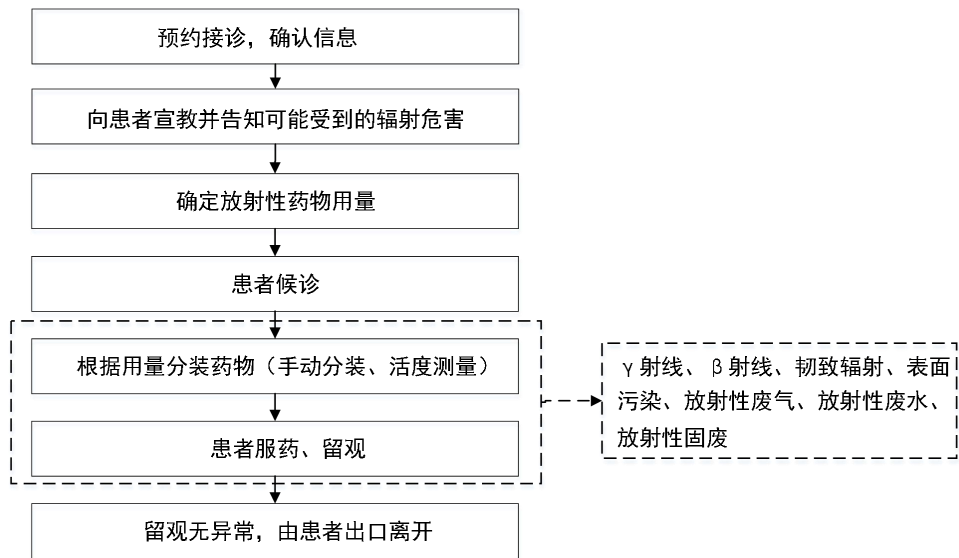 预约接诊，确认信息
向患者宣教并告知可能受到的辐射危害
确定放射性药物用量
患者候诊
根据用量分装药物（手动分装、活度测量）
患者服药、留观
留观无异常，由患者出口离开
γ射线、β射线、韧致辐射、表面
污染、放射性废气、放射性废水、
放射性固废